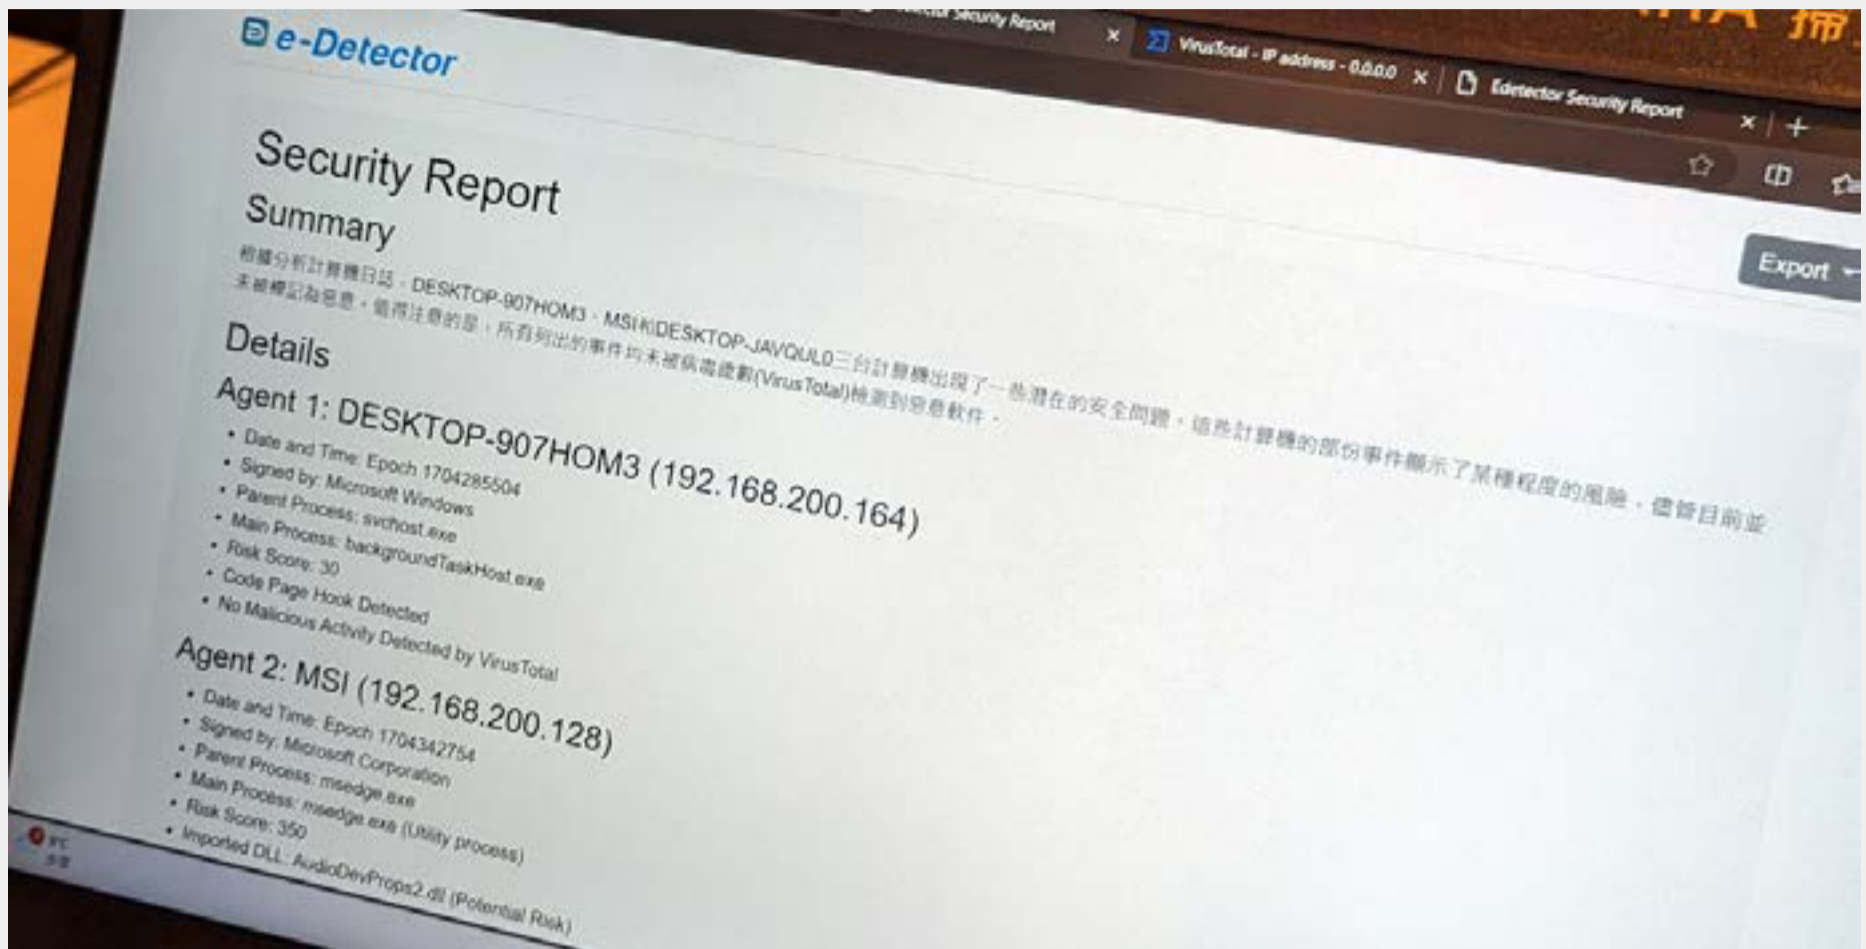 Security Report
VirusTotal - IP address - 0.0.0.0
Edetector Security Report
e-Detector
Export
Security Report
Summary
根據分析計算機日誌，DESKTOP-907HOM3、MSI和DESKTOP-JAVQUL0三台計算機出現了一些潛在的安全問題，這些計算機的部份事件顯示了某種程度的風險，儘管目前並
未被標記為惡意。值得注意的是，所有列出的事件均未被病毒總數(VirusTotal)檢測到惡意軟件。
Details
Agent 1: DESKTOP-907HOM3 (192.168.200.164)
• Date and Time: Epoch 1704285504
• Signed by: Microsoft Windows
• Parent Process: svchost.exe
• Main Process: backgroundTaskHost.exe
• Risk Score: 30
• Code Page Hook Detected
• No Malicious Activity Detected by VirusTotal
Agent 2: MSI (192.168.200.128)
• Date and Time: Epoch 1704342754
• Signed by: Microsoft Corporation
• Parent Process: msedge.exe
• Main Process: msedge.exe (Utility process)
• Risk Score: 350
• Imported DLL: AudioDevProps2.dll (Potential Risk)